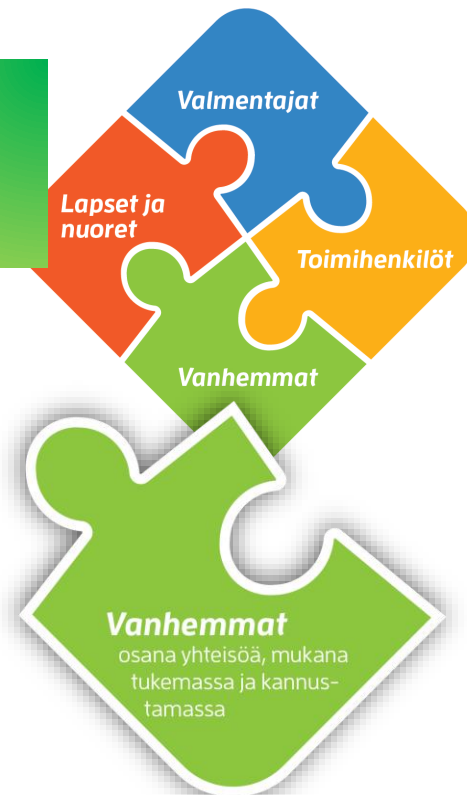 Valmentajat
Lapset ja
nuoret
Toimihenkilöt
Vanhemmat
Vanhemmat
osana yhteisöä, mukana
tukemassa ja kannus-
tamassa